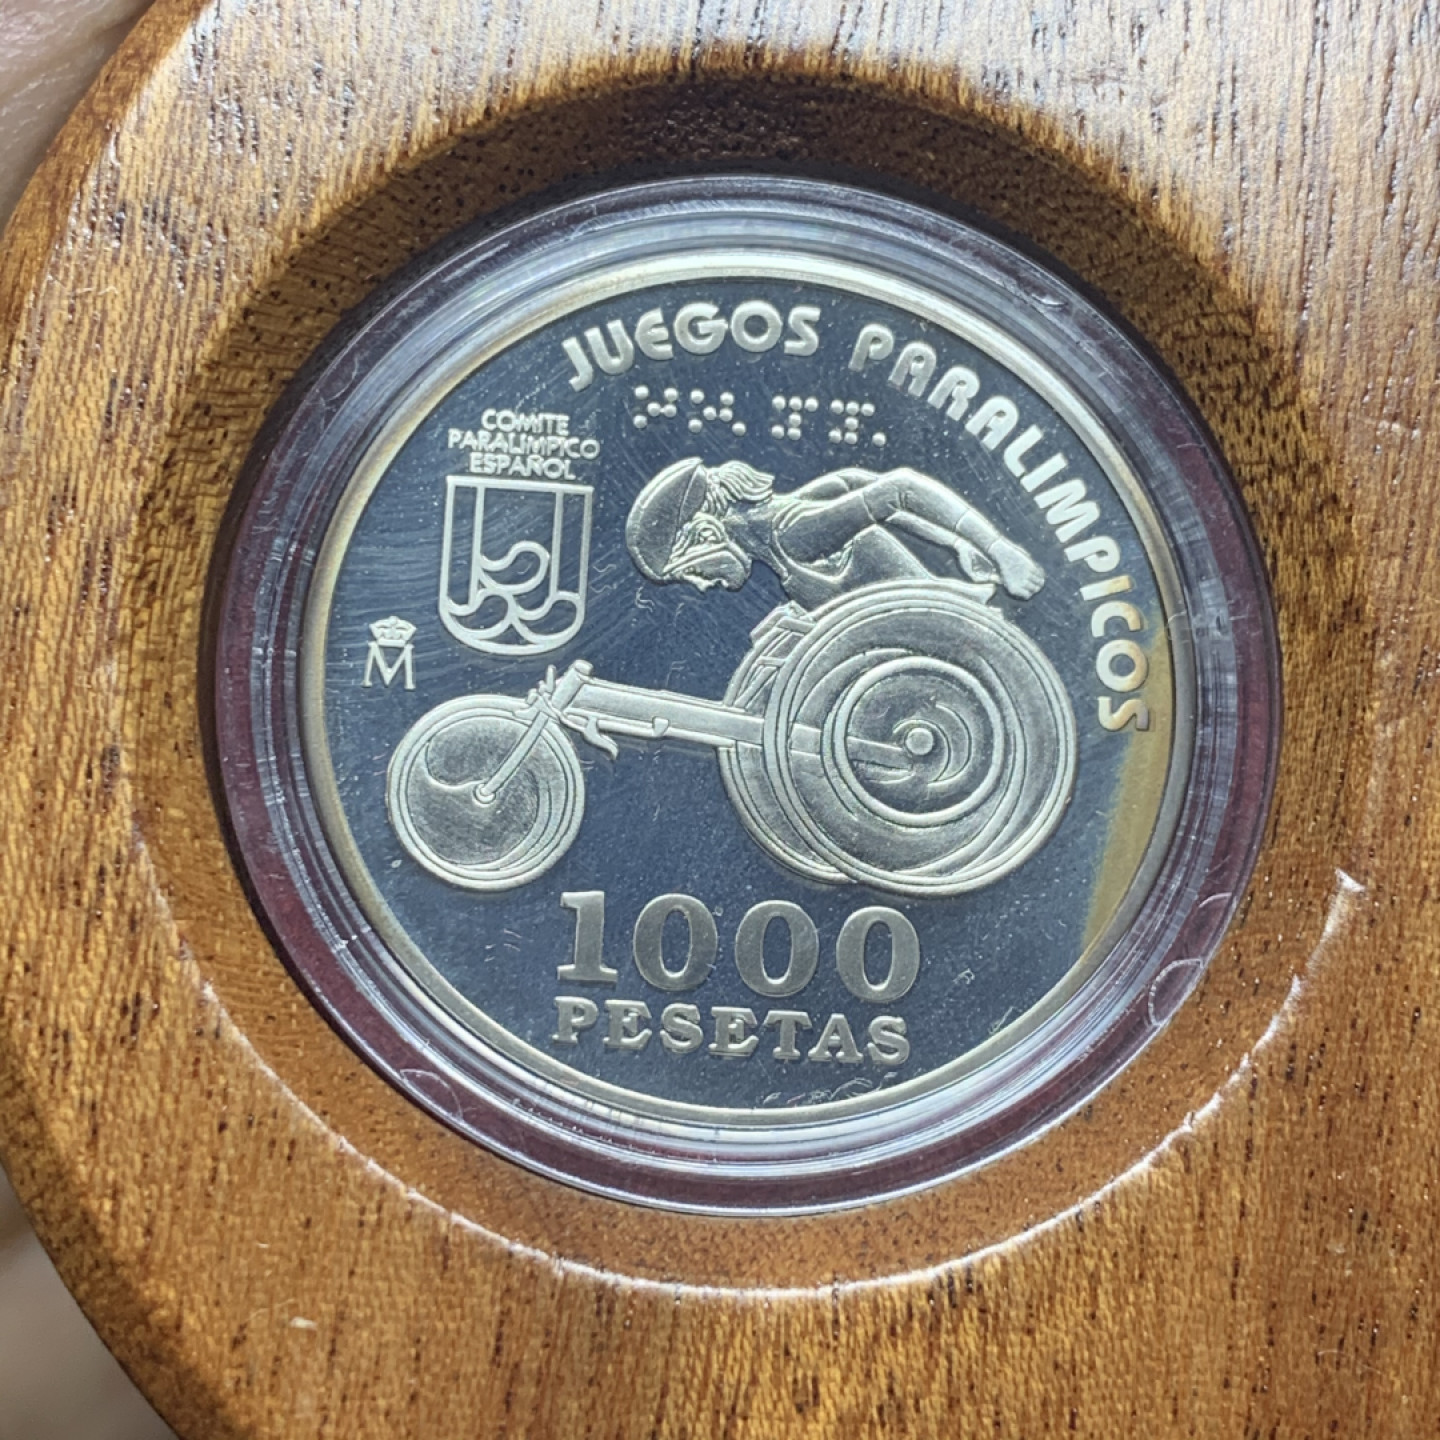 JUEGOS PARALIMPICOS
COMITE
PARALIMPICO
ESPAÑOL
M
1000
PESETAS